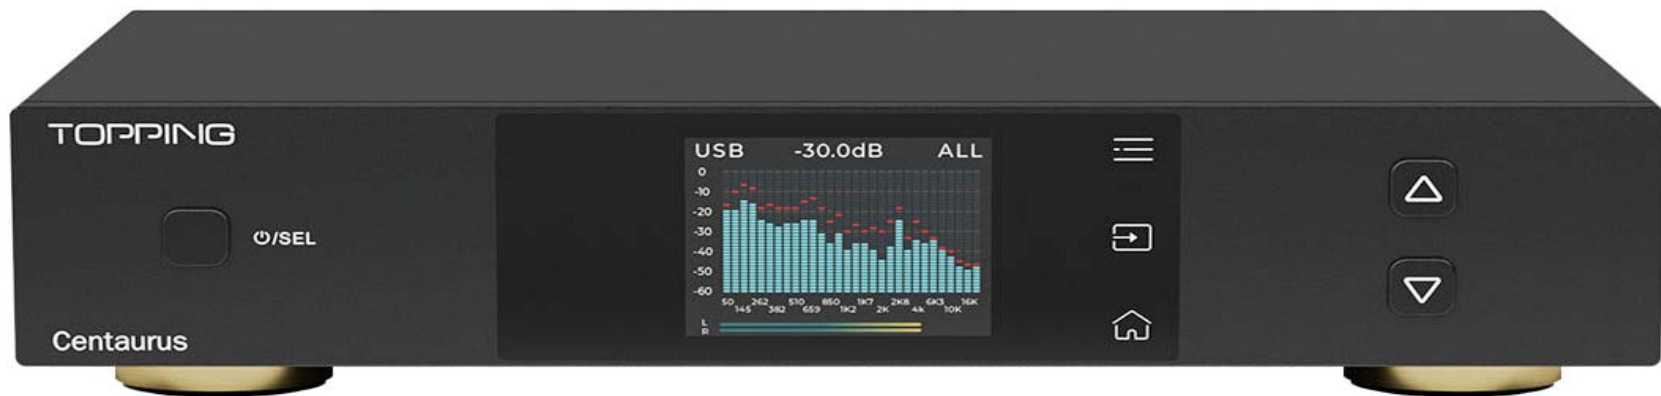 TOPPING
⏻/SEL
Centaurus
USB -30.0dB ALL
0
-10
-20
-30
-40
-50
-60
50 262 510 850 1K7 2K8 6K3 16K
145 382 659 1K2 2K 4k 10K
L
R